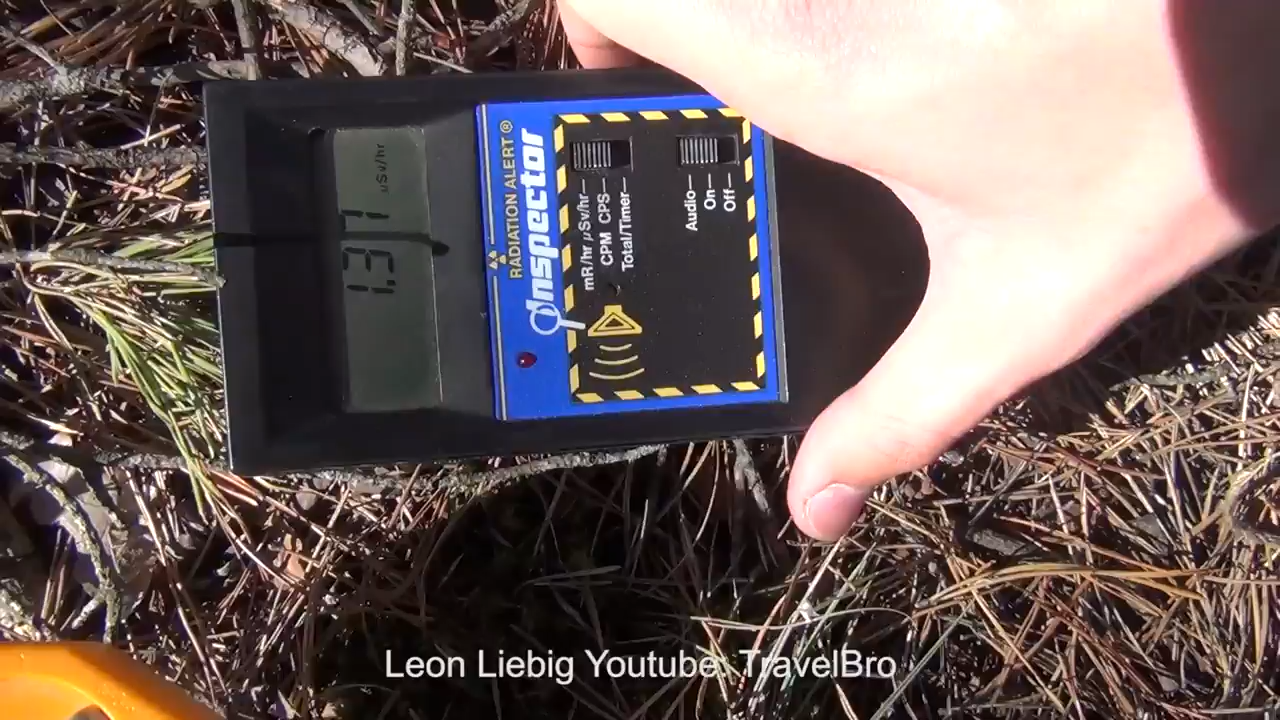 1.37 µSv/hr
RADIATION ALERT®
Inspector
mR/hr µSv/hr
CPM CPS
Total/Timer
Audio
On
Off
Leon Liebig Youtube: TravelBro